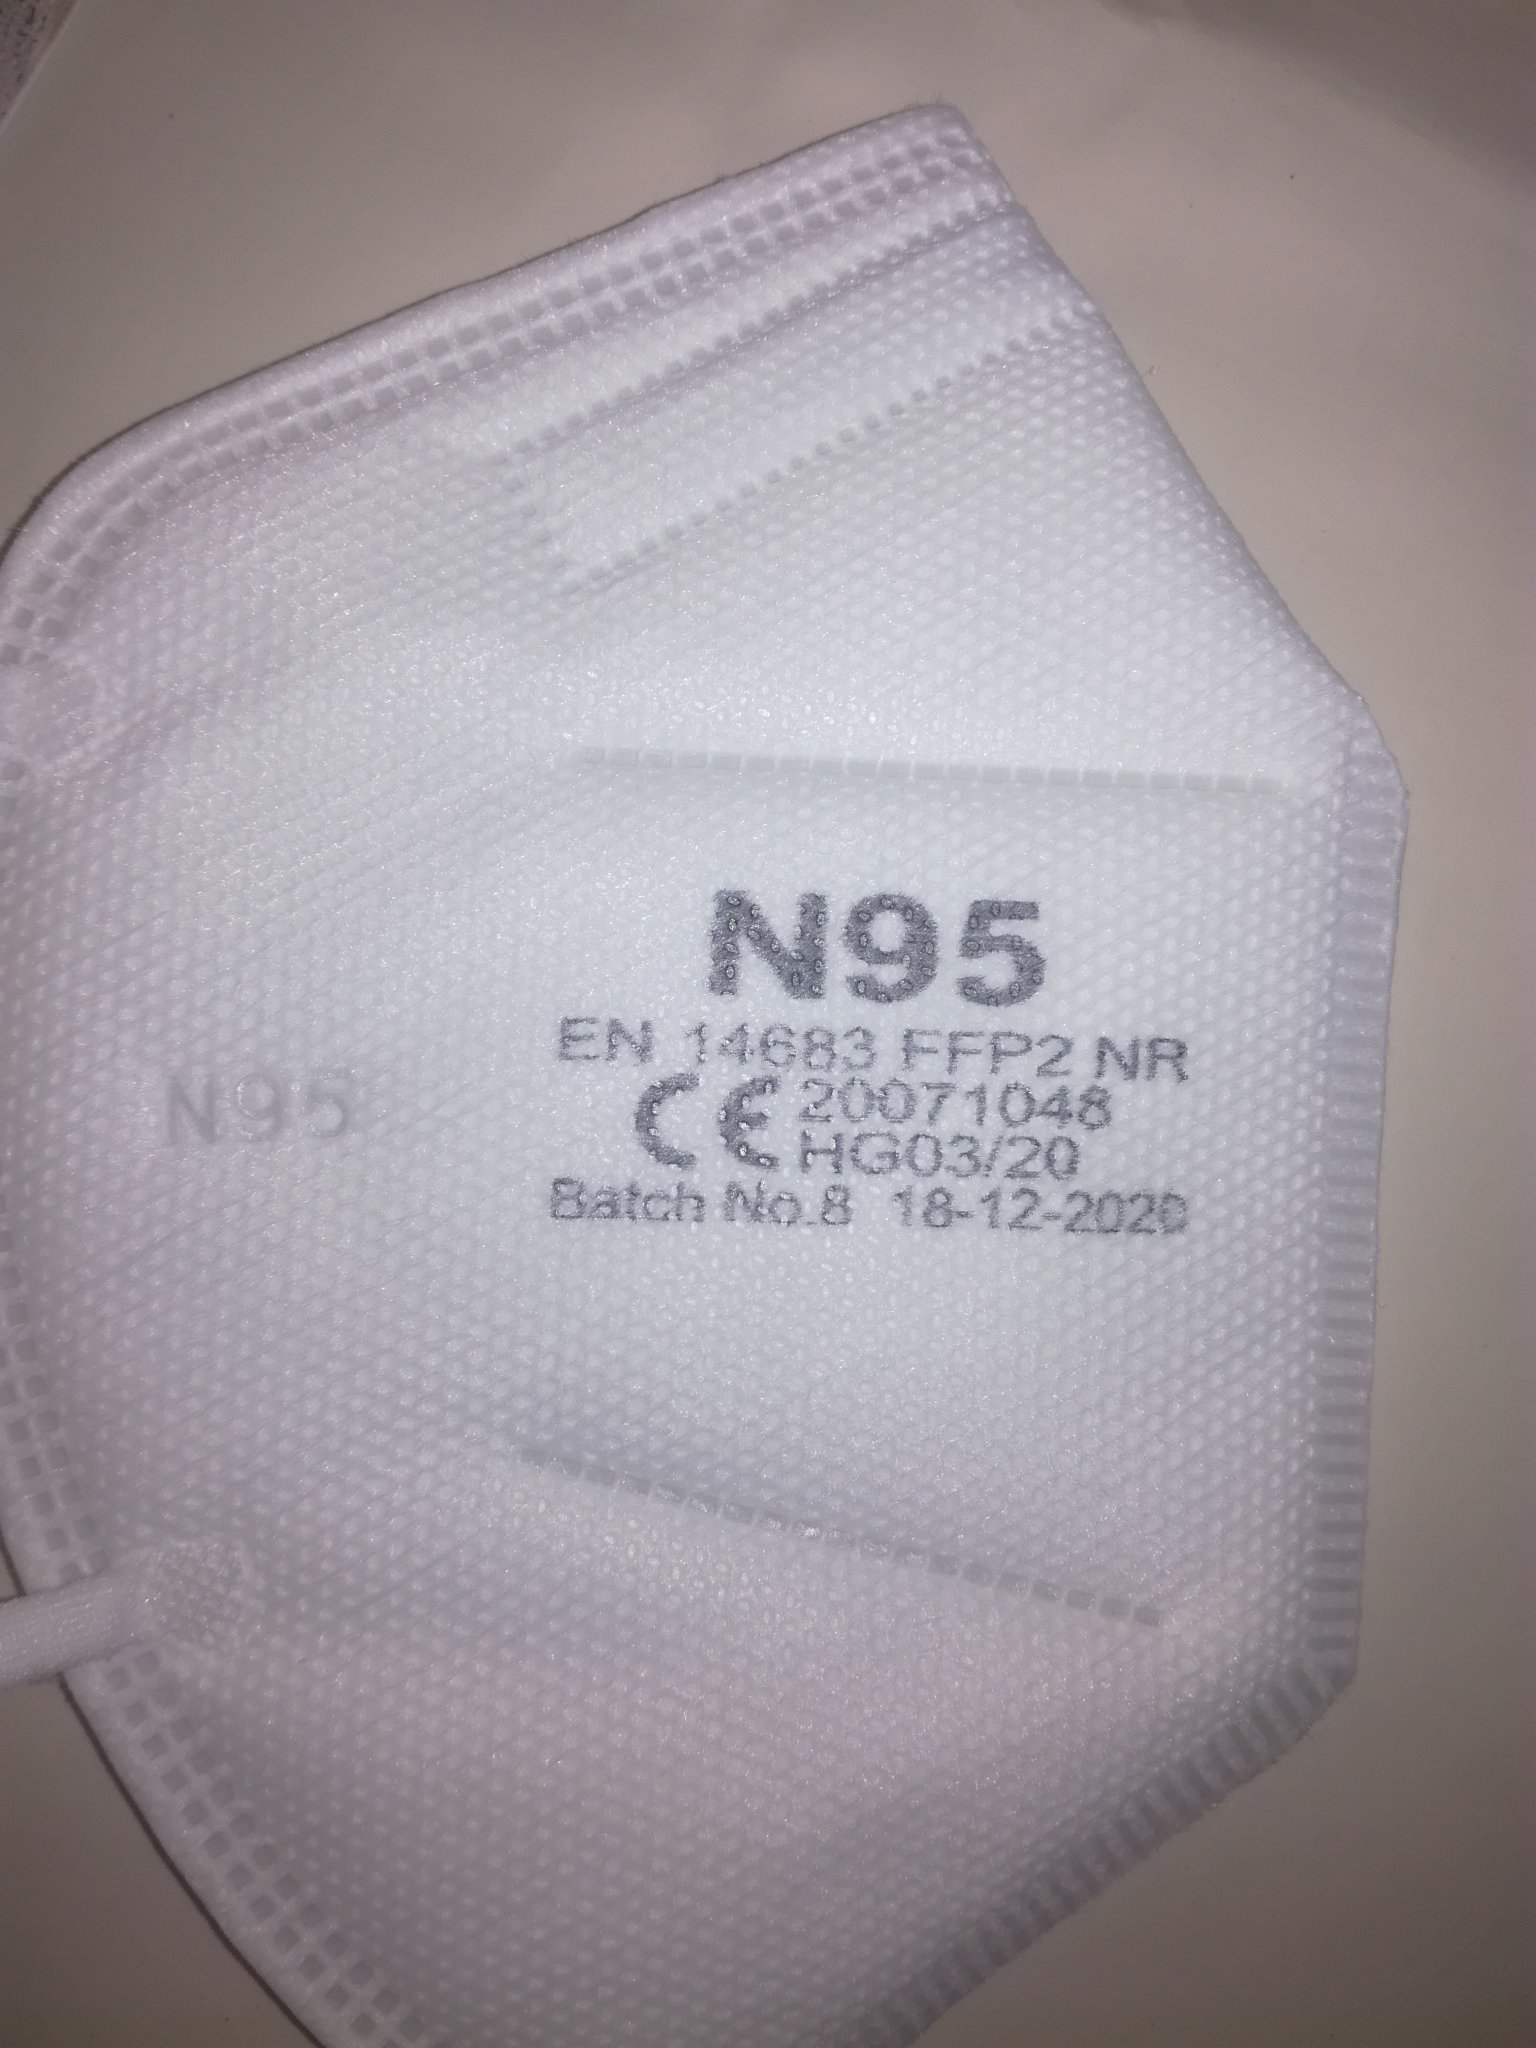 N95
EN 14683 FFP2 NR
CE 20071048
HG03/20
Batch No.8 18-12-2020
N95